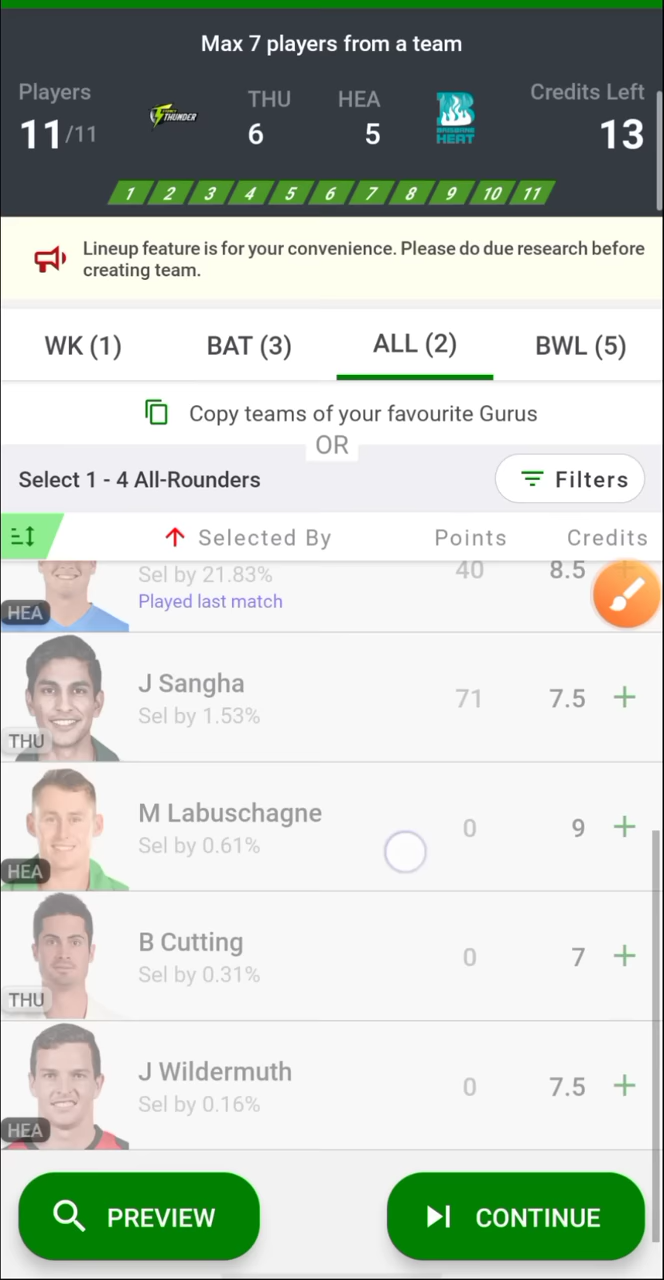 Max 7 players from a team
Players
THU
HEA
Credits Left
11/11
6
5
13
THUNDER
BRISBANE
HEAT
1 2 3 4 5 6 7 8 9 10 11
Lineup feature is for your convenience. Please do due research before
creating team.
WK (1) BAT (3) ALL (2) BWL (5)
Copy teams of your favourite Gurus
OR
Select 1 - 4 All-Rounders
Filters
Selected By Points Credits
Sel by 21.83% 40 8.5
Played last match
HEA
J Sangha
Sel by 1.53%
71 7.5 +
THU
M Labuschagne
Sel by 0.61%
0 9 +
HEA
B Cutting
Sel by 0.31%
0 7 +
THU
J Wildermuth
Sel by 0.16%
0 7.5 +
HEA
PREVIEW
CONTINUE